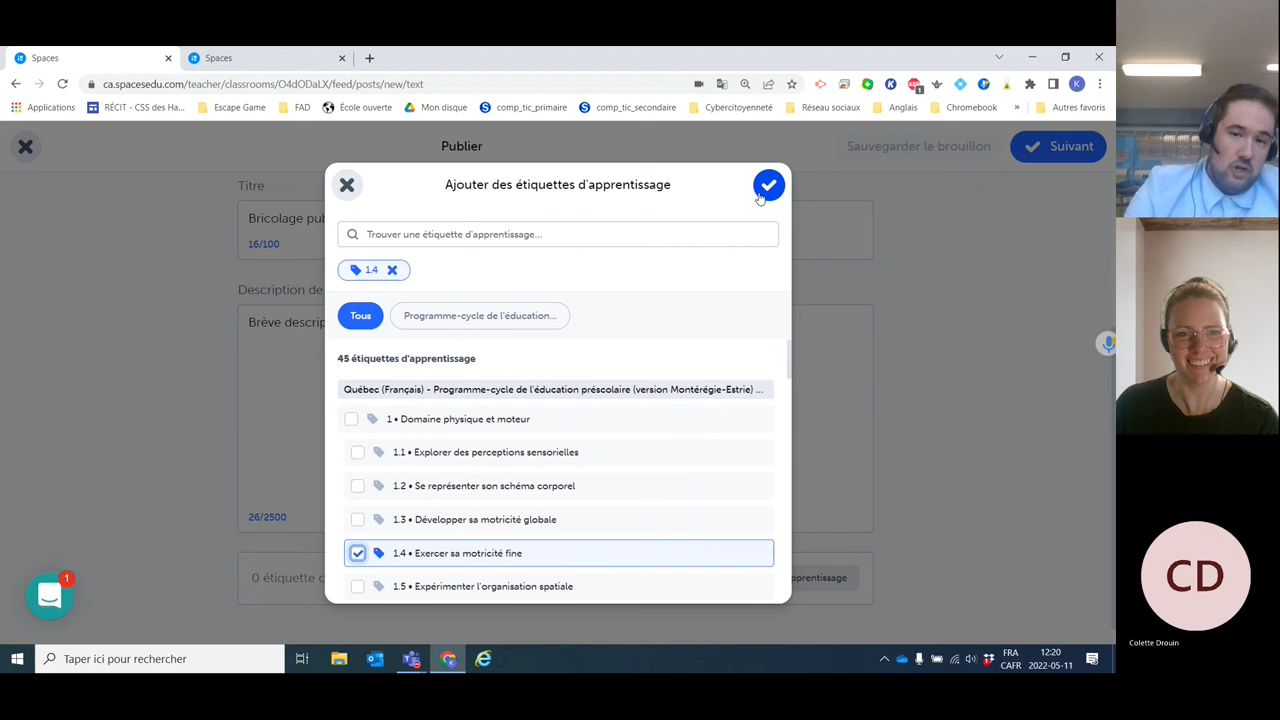 Spaces
Spaces
ca.spacesedu.com/teacher/classrooms/O4dODaLX/feed/posts/new/text
Applications
RÉCIT - CSS des Ha...
Escape Game
FAD
École ouverte
Mon disque
comp_tic_primaire
comp_tic_secondaire
Cybercitoyenneté
Réseau sociaux
Anglais
Chromebook
»
Autres favoris
Publier
Sauvegarder le brouillon
Suivant
Titre
Bricolage pu
16/100
Description de
Brève descrip
26/2500
0 étiquette c
pprentissage
Ajouter des étiquettes d'apprentissage
Trouver une étiquette d'apprentissage...
1.4
Tous
Programme-cycle de l'éducation...
45 étiquettes d'apprentissage
Québec (Français) - Programme-cycle de l'éducation préscolaire (version Montérégie-Estrie) ...
1 • Domaine physique et moteur
1.1 • Explorer des perceptions sensorielles
1.2 • Se représenter son schéma corporel
1.3 • Développer sa motricité globale
1.4 • Exercer sa motricité fine
1.5 • Expérimenter l'organisation spatiale
1
CD
Colette Drouin
Taper ici pour rechercher
FRA
CAFR
12:20
2022-05-11